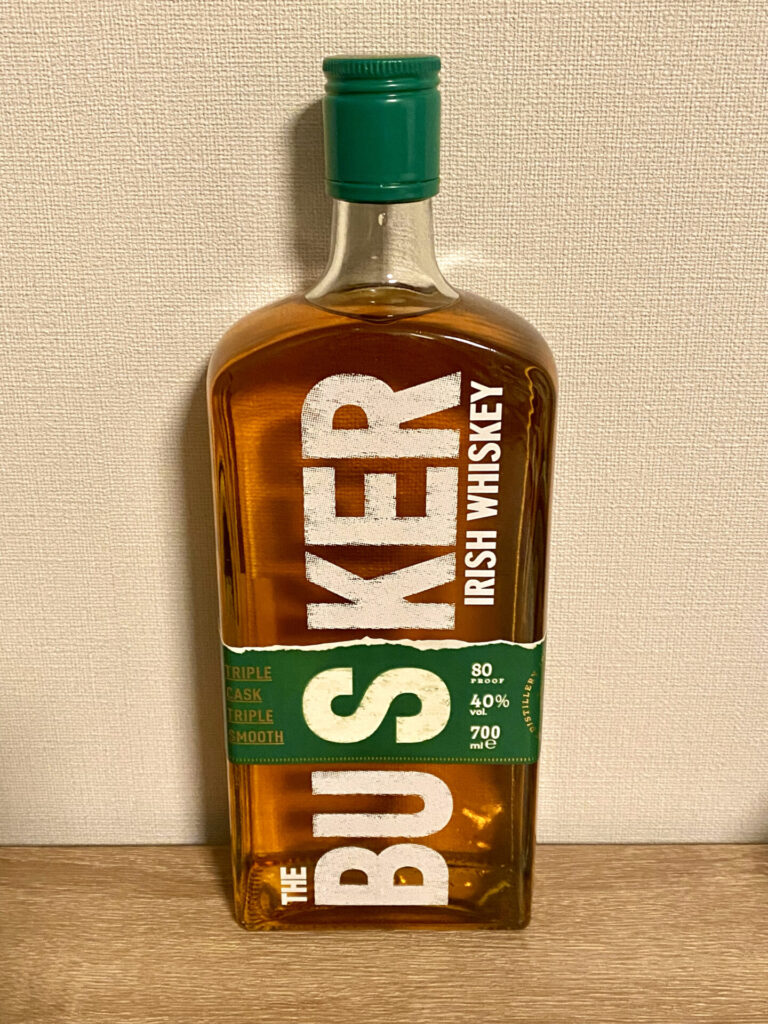 THE
BUSKER
IRISH WHISKEY
TRIPLE
CASK
TRIPLE
SMOOTH
80
PROOF
40%
vol.
700
ml e
DISTILLERY